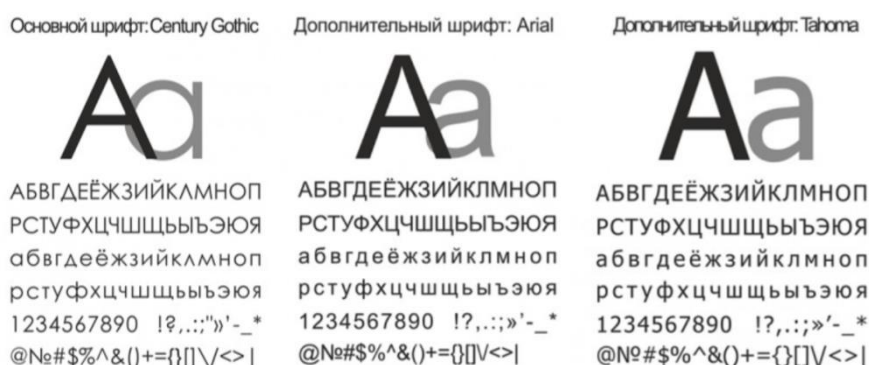 Основной шрифт: Century Gothic
Aa
АБВГДЕЁЖЗИЙКЛМНОП
РСТУФХЦЧШЩЬЫЪЭЮЯ
абвгдеёжзийклмноп
рстуфхцчшщьыъэюя
1234567890 !?,.:;"»'-_*
@№#$%^&()+={}[]\/<>|
Дополнительный шрифт: Arial
Aa
АБВГДЕЁЖЗИЙКЛМНОП
РСТУФХЦЧШЩЬЫЪЭЮЯ
абвгдеёжзийклмноп
рстуфхцчшщьыъэюя
1234567890 !?,.:;»'-_*
@№#$%^&()+={}[]\/<>|
Дополнительный шрифт: Tahoma
Aa
АБВГДЕЁЖЗИЙКЛМНОП
РСТУФХЦЧШЩЬЫЪЭЮЯ
абвгдеёжзийклмноп
рстуфхцчшщьыъэюя
1234567890 !?,.:;»'-_*
@№#$%^&()+={}[]\/<>|